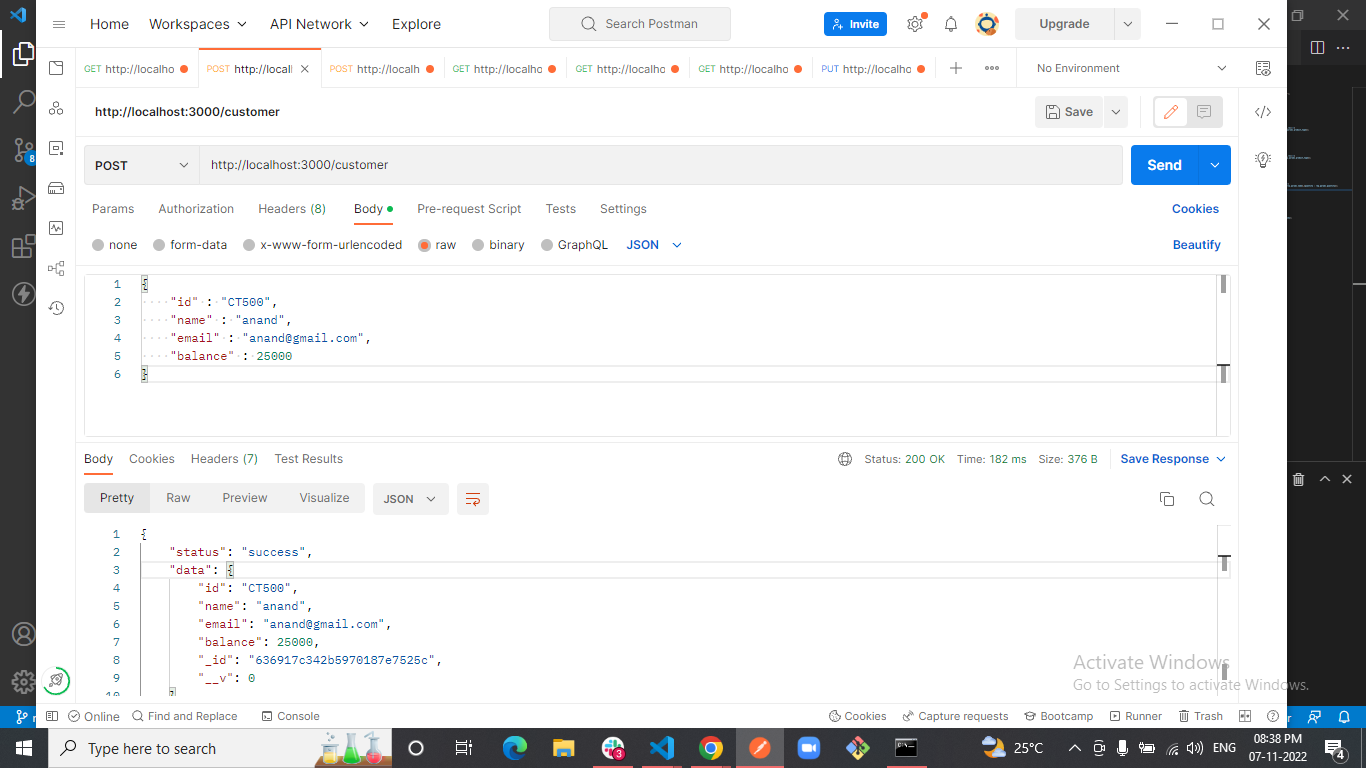 Home Workspaces API Network Explore Search Postman Invite Upgrade
GET http://localho POST http://local POST http://localh GET http://localho GET http://localho GET http://localho PUT http://localho No Environment
http://localhost:3000/customer Save
POST http://localhost:3000/customer Send
Params Authorization Headers (8) Body Pre-request Script Tests Settings Cookies
none form-data x-www-form-urlencoded raw binary GraphQL JSON Beautify
1 {
2 "id" : "CT500",
3 "name" : "anand",
4 "email" : "anand@gmail.com",
5 "balance" : 25000
6 }
Body Cookies Headers (7) Test Results Status: 200 OK Time: 182 ms Size: 376 B Save Response
Pretty Raw Preview Visualize JSON
1 {
2 "status": "success",
3 "data": {
4 "id": "CT500",
5 "name": "anand",
6 "email": "anand@gmail.com",
7 "balance": 25000,
8 "_id": "636917c342b5970187e7525c",
9 "__v": 0
10 }
8
Activate Windows
Go to Settings to activate Windows.
Online Find and Replace Console Cookies Capture requests Bootcamp Runner Trash
Type here to search 3 25°C ENG 08:38 PM
07-11-2022 4